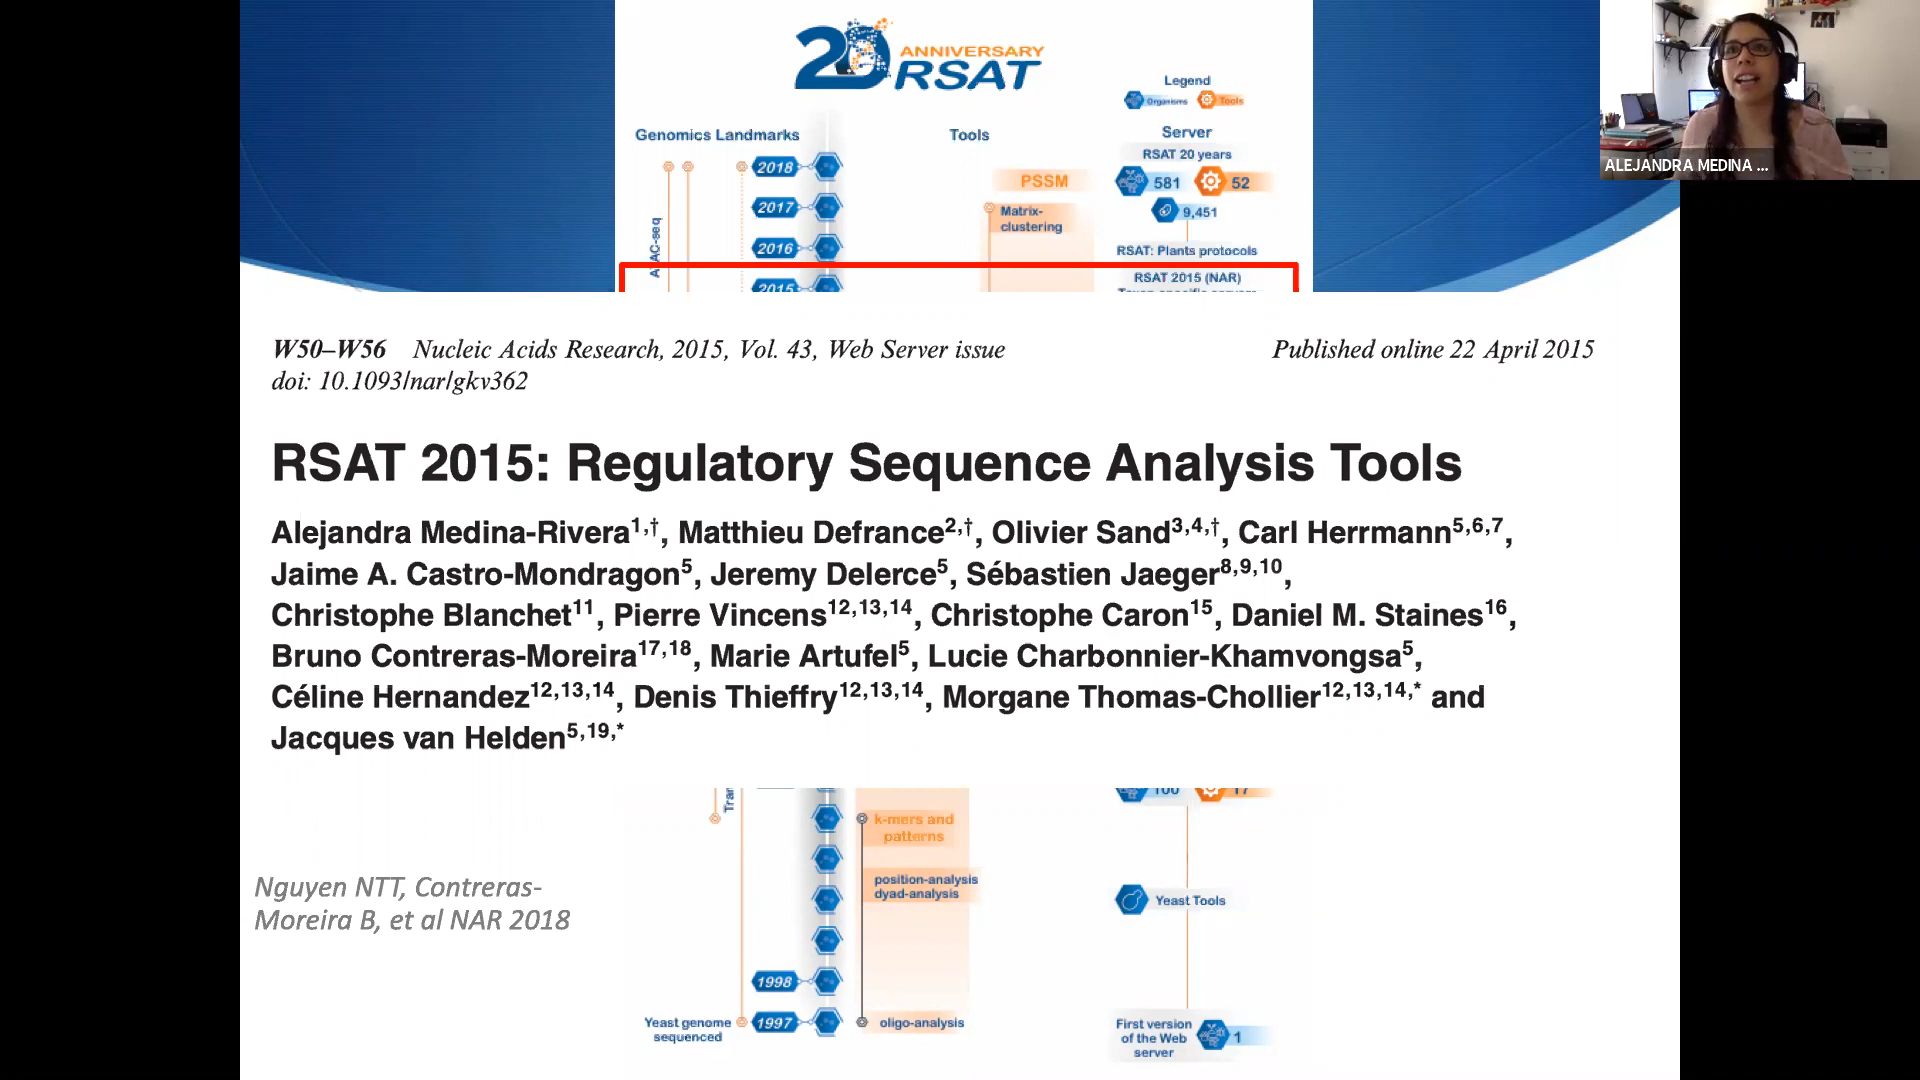 20 ANNIVERSARY
RSAT
Legend
Organisms Tools
Genomics Landmarks Tools Server
RSAT 20 years
2018 PSSM 581 52
2017 Matrix-
clustering 9,451
2016 RSAT: Plants protocols
ATAC-seq
2015 RSAT 2015 (NAR)
ALEJANDRA MEDINA ...
W50–W56 Nucleic Acids Research, 2015, Vol. 43, Web Server issue Published online 22 April 2015
doi: 10.1093/nar/gkv362
RSAT 2015: Regulatory Sequence Analysis Tools
Alejandra Medina-Rivera1,†, Matthieu Defrance2,†, Olivier Sand3,4,†, Carl Herrmann5,6,7,
Jaime A. Castro-Mondragon5, Jeremy Delerce5, Sébastien Jaeger8,9,10,
Christophe Blanchet11, Pierre Vincens12,13,14, Christophe Caron15, Daniel M. Staines16,
Bruno Contreras-Moreira17,18, Marie Artufel5, Lucie Charbonnier-Khamvongsa5,
Céline Hernandez12,13,14, Denis Thieffry12,13,14, Morgane Thomas-Chollier12,13,14,* and
Jacques van Helden5,19,*
100 17
k-mers and
patterns
position-analysis
dyad-analysis
Yeast Tools
Nguyen NTT, Contreras-
Moreira B, et al NAR 2018
1998
Yeast genome
sequenced
1997 oligo-analysis
First version
of the Web
server
1